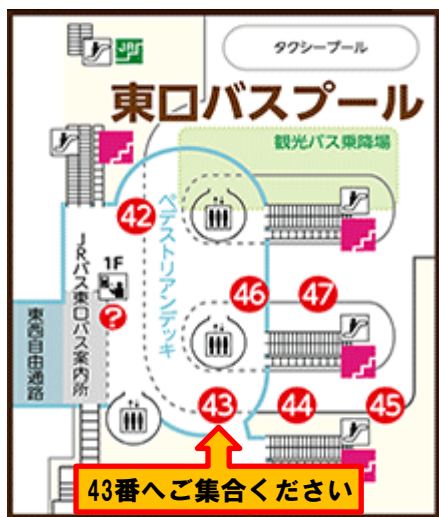 タクシープール
JR
東口バスプール
観光バス乗降場
42
ペデストリアンデッキ
JRバス東口バス案内所
1F
?
46
47
東西自由通路
43
44
45
43番へご集合ください